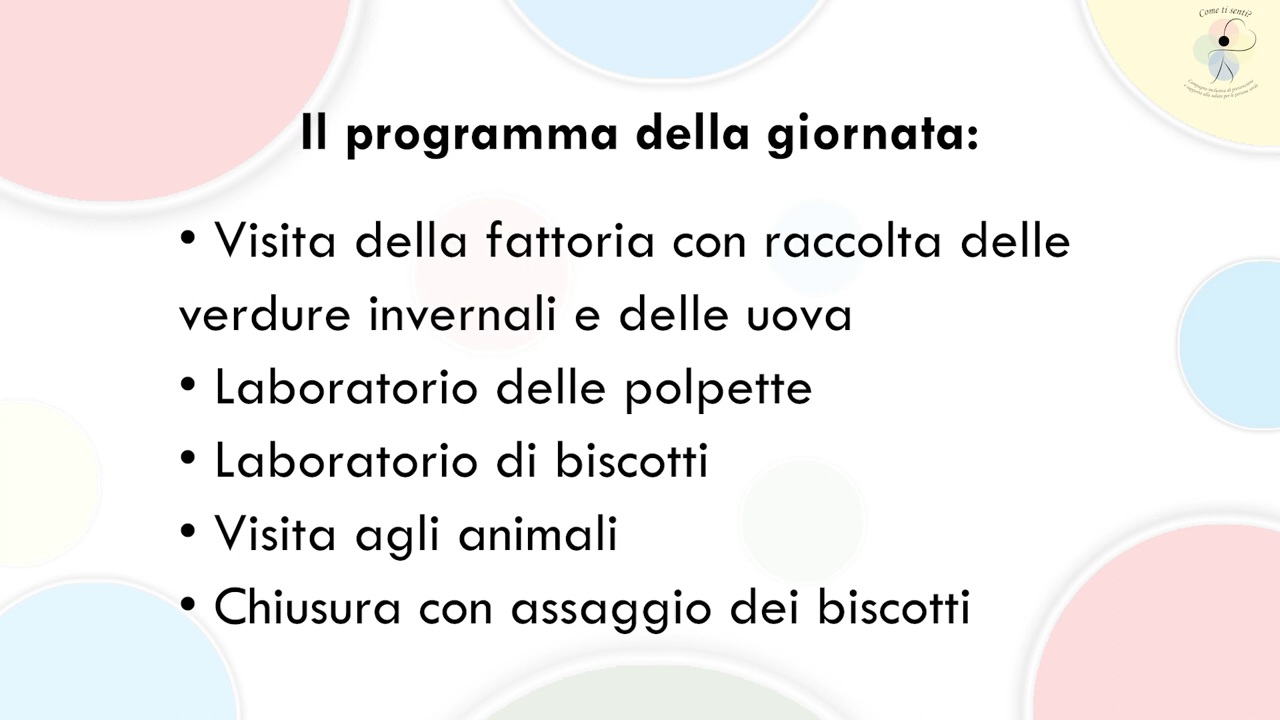 Come ti senti?
Il programma della giornata:
• Visita della fattoria con raccolta delle
verdure invernali e delle uova
• Laboratorio delle polpette
• Laboratorio di biscotti
• Visita agli animali
• Chiusura con assaggio dei biscotti